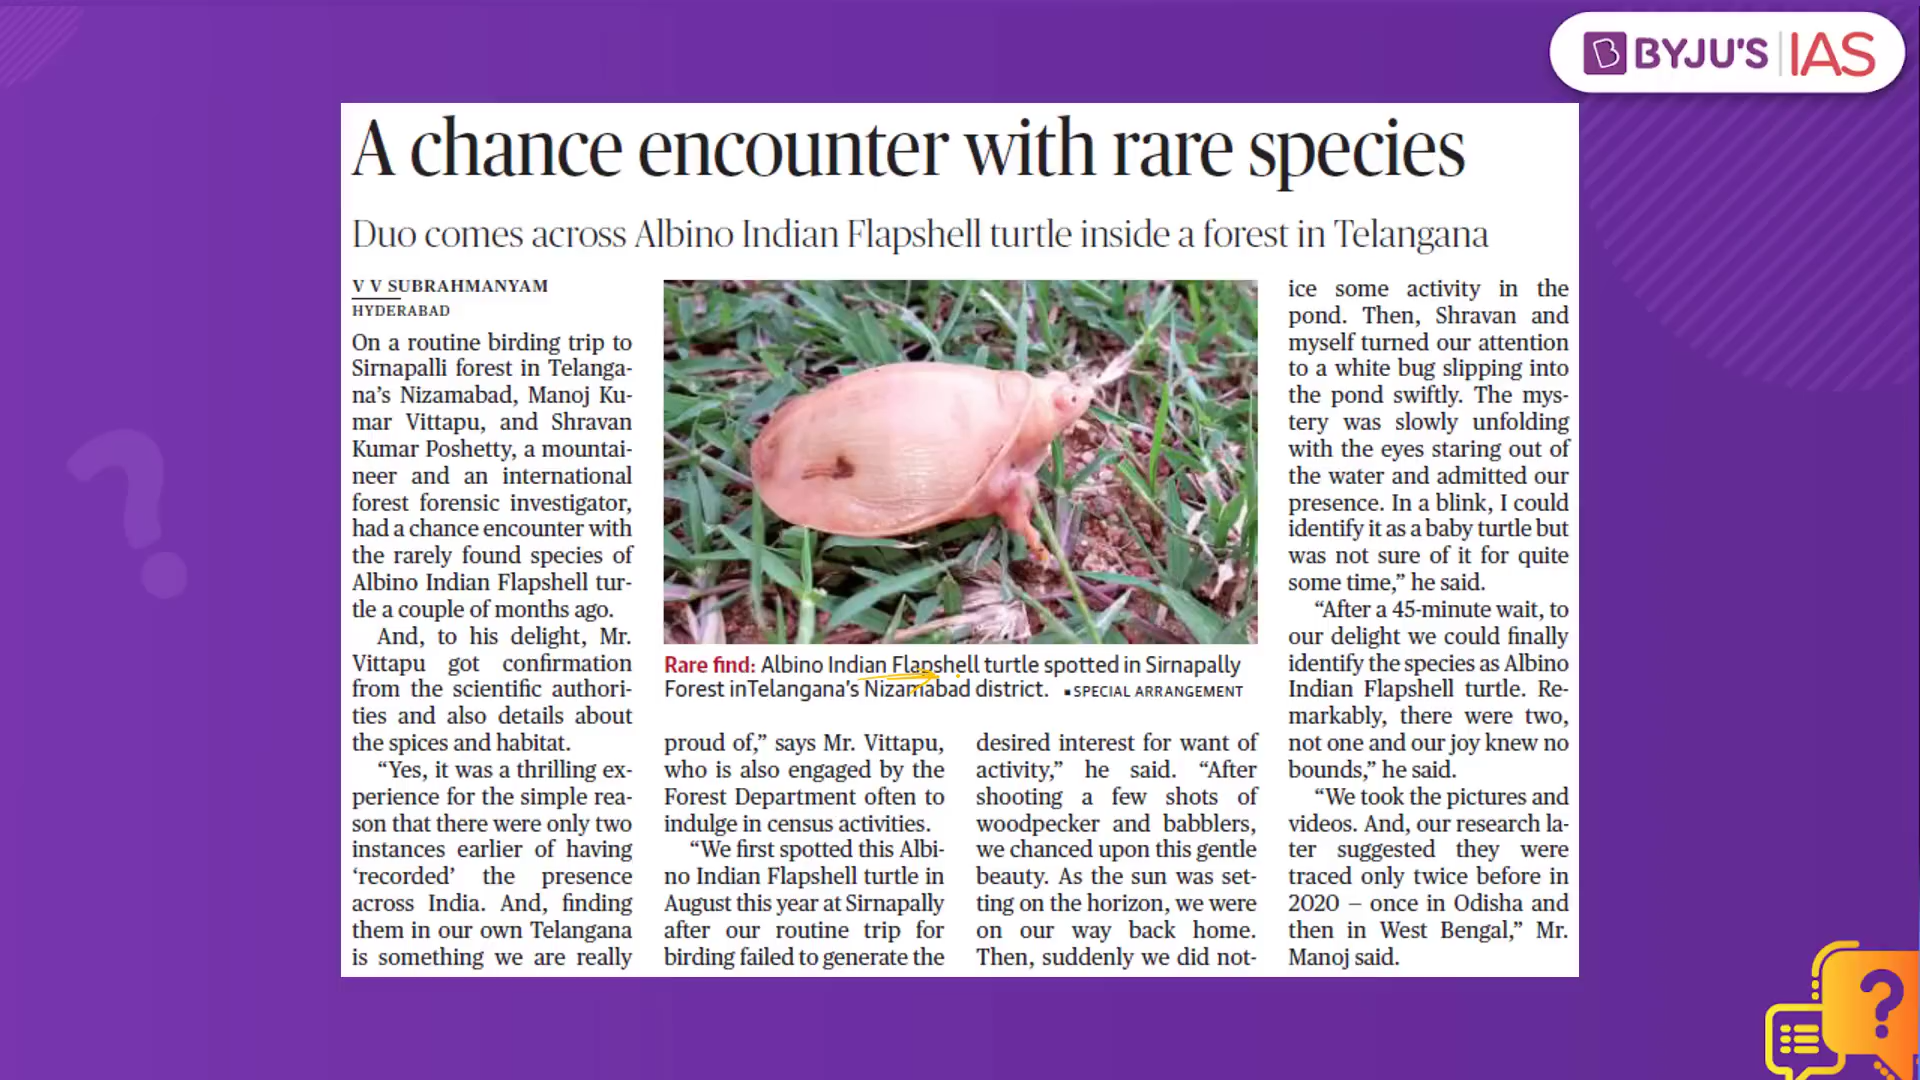 BYJU'S IAS
A chance encounter with rare species
Duo comes across Albino Indian Flapshell turtle inside a forest in Telangana
V V SUBRAHMANYAM
HYDERABAD
On a routine birding trip to
Sirnapalli forest in Telanga-
na's Nizamabad, Manoj Ku-
mar Vittapu, and Shravan
Kumar Poshetty, a mountai-
neer and an international
forest forensic investigator,
had a chance encounter with
the rarely found species of
Albino Indian Flapshell tur-
tle a couple of months ago.
And, to his delight, Mr.
Vittapu got confirmation
from the scientific authori-
ties and also details about
the spices and habitat.
“Yes, it was a thrilling ex-
perience for the simple rea-
son that there were only two
instances earlier of having
‘recorded’ the presence
across India. And, finding
them in our own Telangana
is something we are really
Rare find: Albino Indian Flapshell turtle spotted in Sirnapally
Forest inTelangana's Nizamabad district. ▪SPECIAL ARRANGEMENT
proud of,” says Mr. Vittapu,
who is also engaged by the
Forest Department often to
indulge in census activities.
“We first spotted this Albi-
no Indian Flapshell turtle in
August this year at Sirnapally
after our routine trip for
birding failed to generate the
desired interest for want of
activity,” he said. “After
shooting a few shots of
woodpecker and babblers,
we chanced upon this gentle
beauty. As the sun was set-
ting on the horizon, we were
on our way back home.
Then, suddenly we did not-
ice some activity in the
pond. Then, Shravan and
myself turned our attention
to a white bug slipping into
the pond swiftly. The mys-
tery was slowly unfolding
with the eyes staring out of
the water and admitted our
presence. In a blink, I could
identify it as a baby turtle but
was not sure of it for quite
some time,” he said.
“After a 45-minute wait, to
our delight we could finally
identify the species as Albino
Indian Flapshell turtle. Re-
markably, there were two,
not one and our joy knew no
bounds,” he said.
“We took the pictures and
videos. And, our research la-
ter suggested they were
traced only twice before in
2020 – once in Odisha and
then in West Bengal,” Mr.
Manoj said.